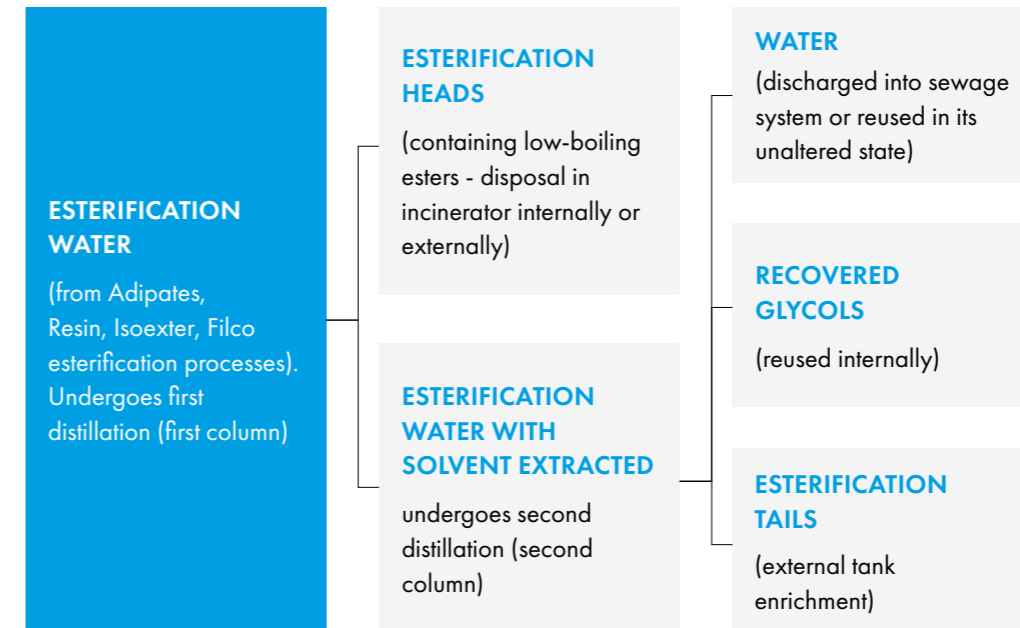 ESTERIFICATION
WATER
(from Adipates,
Resin, Isoexter, Filco
esterification processes).
Undergoes first
distillation (first column)
ESTERIFICATION
HEADS
(containing low-boiling
esters - disposal in
incinerator internally or
externally)
ESTERIFICATION
WATER WITH
SOLVENT EXTRACTED
undergoes second
distillation (second
column)
WATER
(discharged into sewage
system or reused in its
unaltered state)
RECOVERED
GLYCOLS
(reused internally)
ESTERIFICATION
TAILS
(external tank
enrichment)